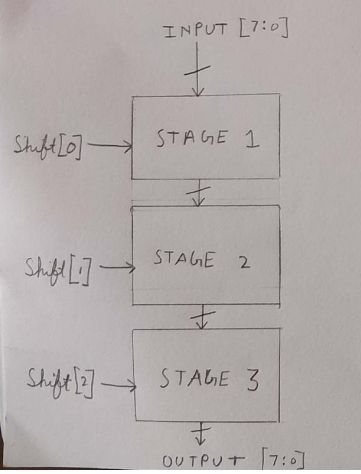 INPUT [7:0]
Shift[0]
STAGE 1
Shift[1]
STAGE 2
Shift[2]
STAGE 3
OUTPUT [7:0]